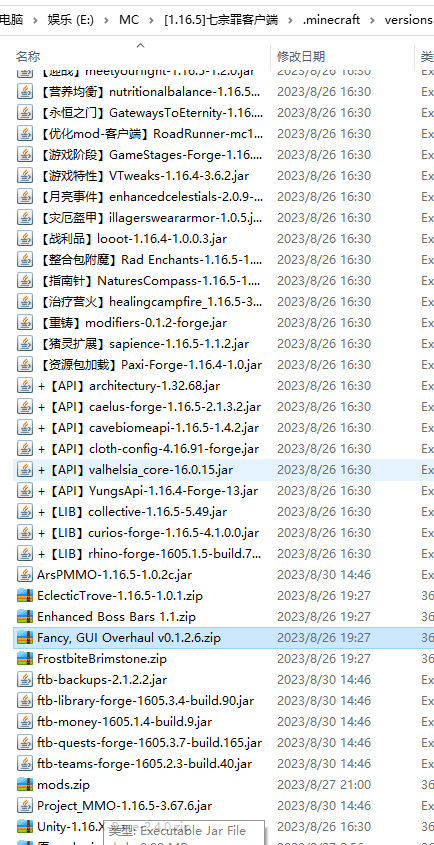 电脑 > 娱乐 (E:) > MC > [1.16.5]七宗罪客户端 > .minecraft > versions
名称 修改日期 类
meetyourfight-1.16.5-1.2.0.jar 2023/8/26 16:30 Ex
【营养均衡】nutritionalbalance-1.16.5... 2023/8/26 16:30 Ex
【永恒之门】GatewaysToEternity-1.16.... 2023/8/26 16:30 Ex
【优化mod-客户端】RoadRunner-mc1... 2023/8/26 16:30 Ex
【游戏阶段】GameStages-Forge-1.16.... 2023/8/26 16:30 Ex
【游戏特性】VTweaks-1.16.4-3.6.2.jar 2023/8/26 16:30 Ex
【月亮事件】enhancedcelestials-2.0.9-... 2023/8/26 16:30 Ex
【灾厄盔甲】illagersweararmor-1.0.5.j... 2023/8/26 16:30 Ex
【战利品】looot-1.16.4-1.0.0.3.jar 2023/8/26 16:30 Ex
【整合包附魔】Rad Enchants-1.16.5-1.... 2023/8/26 16:30 Ex
【指南针】NaturesCompass-1.16.5-1.... 2023/8/26 16:30 Ex
【治疗营火】healingcampfire_1.16.5-3... 2023/8/26 16:30 Ex
【重铸】modifiers-0.1.2-forge.jar 2023/8/26 16:30 Ex
【猪灵扩展】sapience-1.16.5-1.1.2.jar 2023/8/26 16:30 Ex
【资源包加载】Paxi-Forge-1.16.4-1.0.jar 2023/8/26 16:30 Ex
+【API】architectury-1.32.68.jar 2023/8/26 16:30 Ex
+【API】caelus-forge-1.16.5-2.1.3.2.jar 2023/8/26 16:30 Ex
+【API】cavebiomeapi-1.16.5-1.4.2.jar 2023/8/26 16:30 Ex
+【API】cloth-config-4.16.91-forge.jar 2023/8/26 16:30 Ex
+【API】valhelsia_core-16.0.15.jar 2023/8/26 16:30 Ex
+【API】YungsApi-1.16.4-Forge-13.jar 2023/8/26 16:30 Ex
+【LIB】collective-1.16.5-5.49.jar 2023/8/26 16:30 Ex
+【LIB】curios-forge-1.16.5-4.1.0.0.jar 2023/8/26 16:30 Ex
+【LIB】rhino-forge-1605.1.5-build.7... 2023/8/26 16:30 Ex
ArsPMMO-1.16.5-1.0.2c.jar 2023/8/30 14:46 Ex
EclecticTrove-1.16.5-1.0.1.zip 2023/8/26 19:27 36
Enhanced Boss Bars 1.1.zip 2023/8/26 19:27 36
Fancy, GUI Overhaul v0.1.2.6.zip 2023/8/26 19:27 36
FrostbiteBrimstone.zip 2023/8/26 19:27 36
ftb-backups-2.1.2.2.jar 2023/8/30 14:46 Ex
ftb-library-forge-1605.3.4-build.90.jar 2023/8/30 14:46 Ex
ftb-money-1605.1.4-build.9.jar 2023/8/30 14:46 Ex
ftb-quests-forge-1605.3.7-build.165.jar 2023/8/30 14:46 Ex
ftb-teams-forge-1605.2.3-build.40.jar 2023/8/30 14:46 Ex
mods.zip 2023/8/27 21:00 36
Project_MMO-1.16.5-3.67.6.jar 2023/8/30 14:46 Ex
Unity-1.16.X 2023/8/26 19:27 36
类型: Executable Jar File